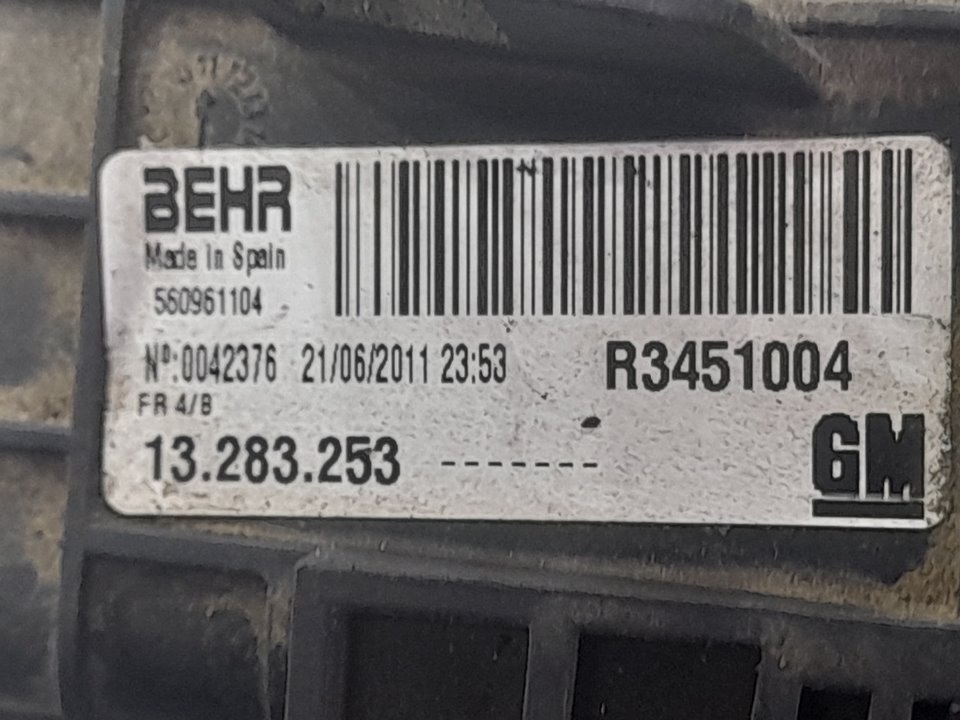 BEHR
Made In Spain
560961104
Nº:0042376 21/06/2011 23:53 R3451004
FR 4/8
13.283.253 -------
GM